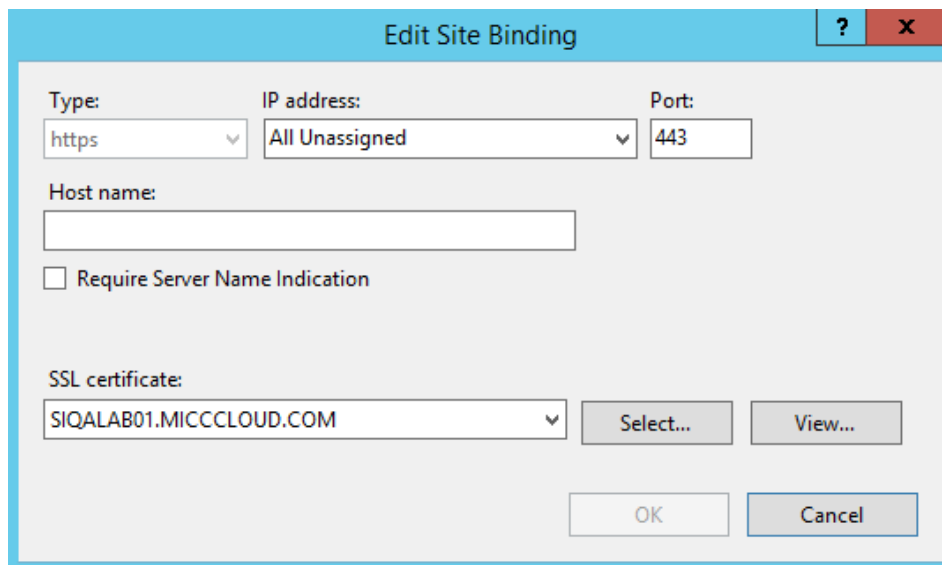 Edit Site Binding
? x
Type: IP address: Port:
https All Unassigned 443
Host name:
Require Server Name Indication
SSL certificate:
SIQALAB01.MICCCLOUD.COM Select... View...
OK Cancel